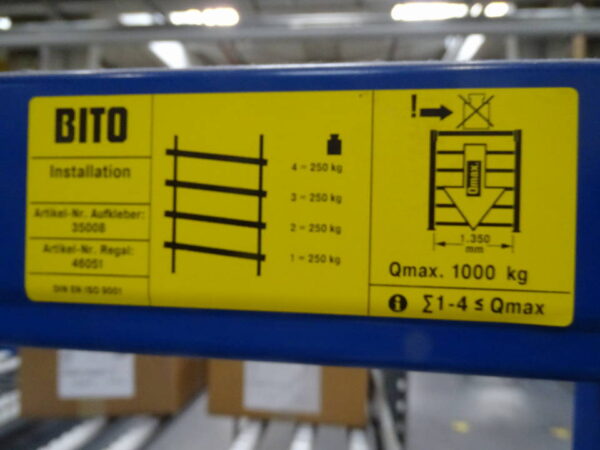 BITO
Installation
Artikel-Nr. Aufkleber:
35008
Artikel-Nr. Regal:
46051
DIN EN ISO 9001
4 = 250 kg
3 = 250 kg
2 = 250 kg
1 = 250 kg
!
Qmax
1.350
mm
Qmax. 1000 kg
i ∑1-4 ≤ Qmax